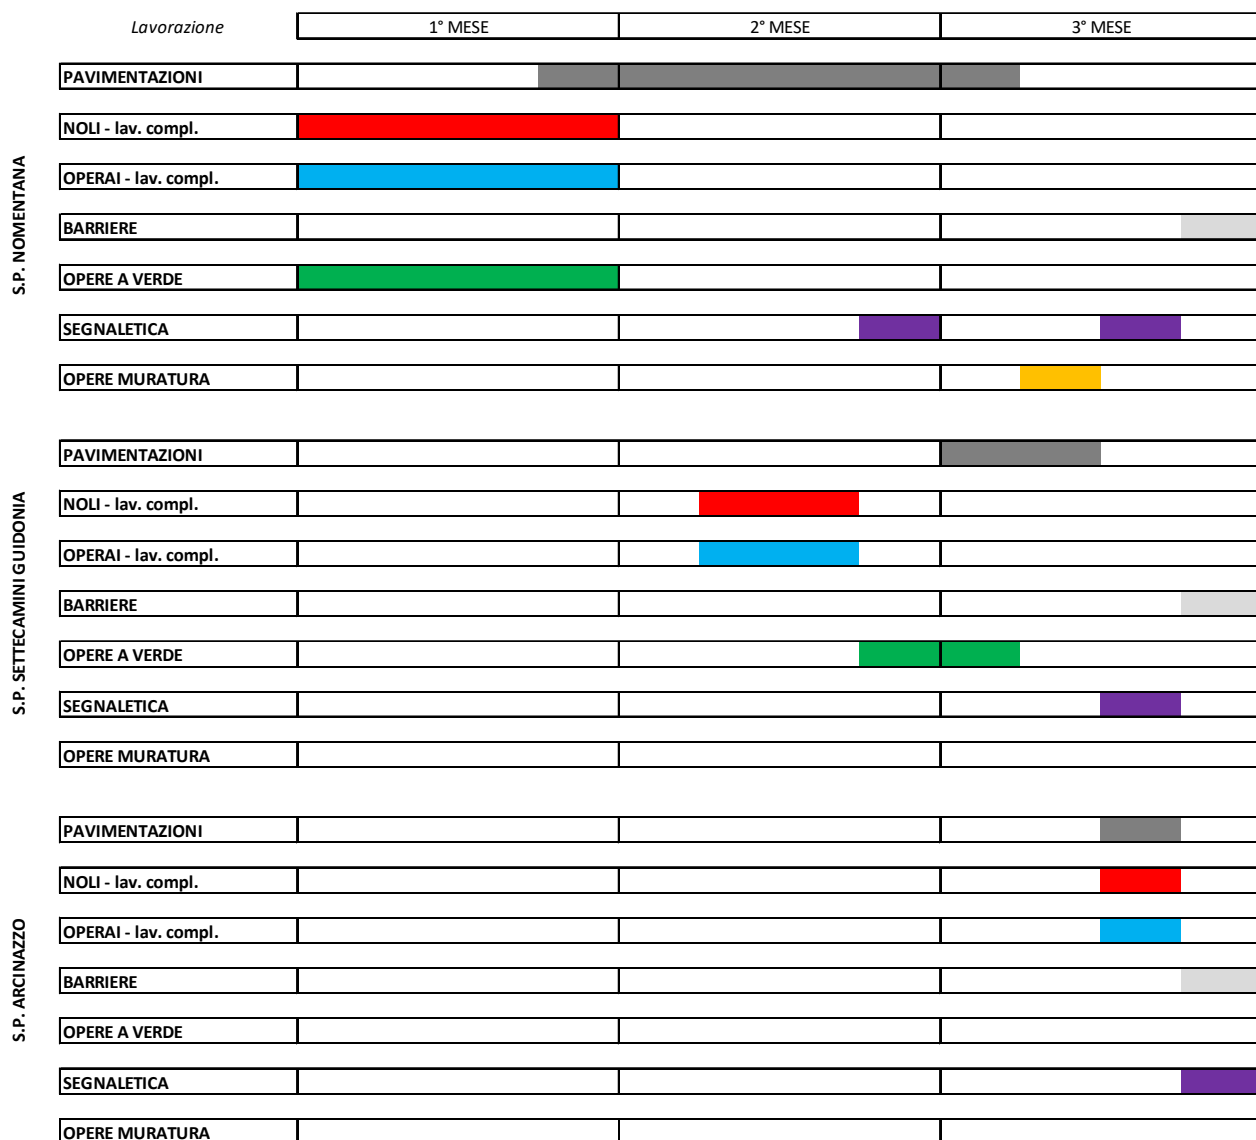 Lavorazione 1° MESE 2° MESE 3° MESE
S.P. NOMENTANA
PAVIMENTAZIONI
NOLI - lav. compl.
OPERAI - lav. compl.
BARRIERE
OPERE A VERDE
SEGNALETICA
OPERE MURATURA
S.P. SETTECAMINI GUIDONIA
PAVIMENTAZIONI
NOLI - lav. compl.
OPERAI - lav. compl.
BARRIERE
OPERE A VERDE
SEGNALETICA
OPERE MURATURA
S.P. ARCINAZZO
PAVIMENTAZIONI
NOLI - lav. compl.
OPERAI - lav. compl.
BARRIERE
OPERE A VERDE
SEGNALETICA
OPERE MURATURA